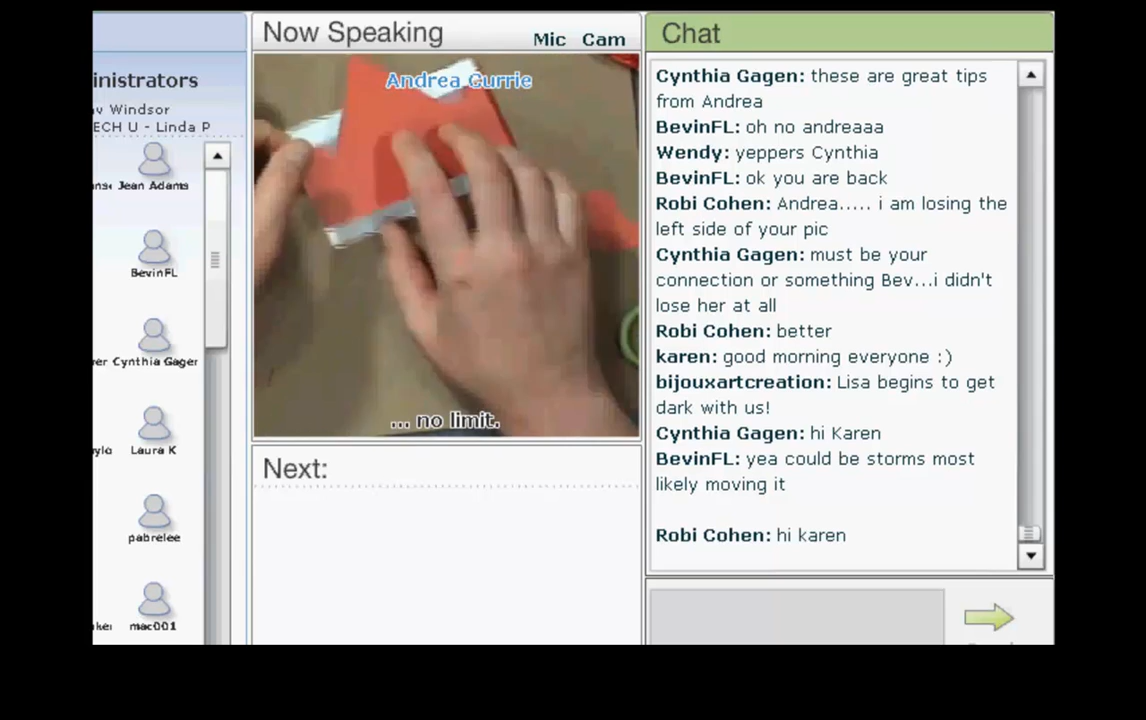 inistrators
w Windsor
ECH U - Linda P
Jean Adams
BevinFL
Cynthia Gager
Laura K
pabrelee
mac001
Now Speaking
Mic Cam
Andrea Currie
... no limit.
Next:
Chat
Cynthia Gagen: these are great tips
from Andrea
BevinFL: oh no andreaaa
Wendy: yeppers Cynthia
BevinFL: ok you are back
Robi Cohen: Andrea..... i am losing the
left side of your pic
Cynthia Gagen: must be your
connection or something Bev...i didn't
lose her at all
Robi Cohen: better
karen: good morning everyone :)
bijouxartcreation: Lisa begins to get
dark with us!
Cynthia Gagen: hi Karen
BevinFL: yea could be storms most
likely moving it
Robi Cohen: hi karen